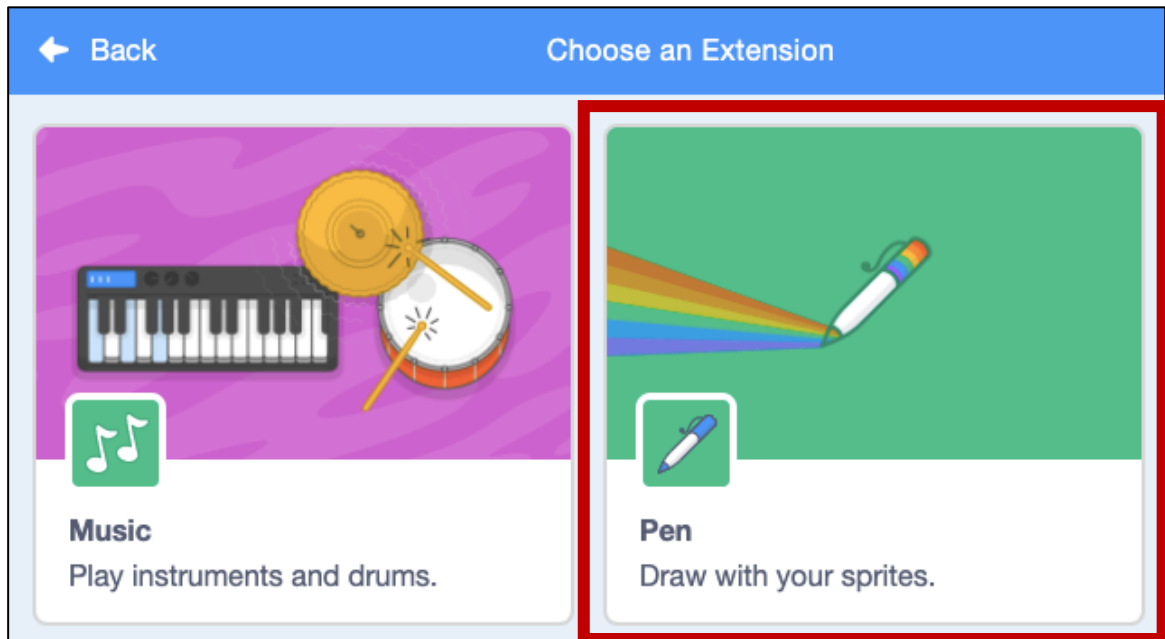 Back
Choose an Extension
Music
Play instruments and drums.
Pen
Draw with your sprites.